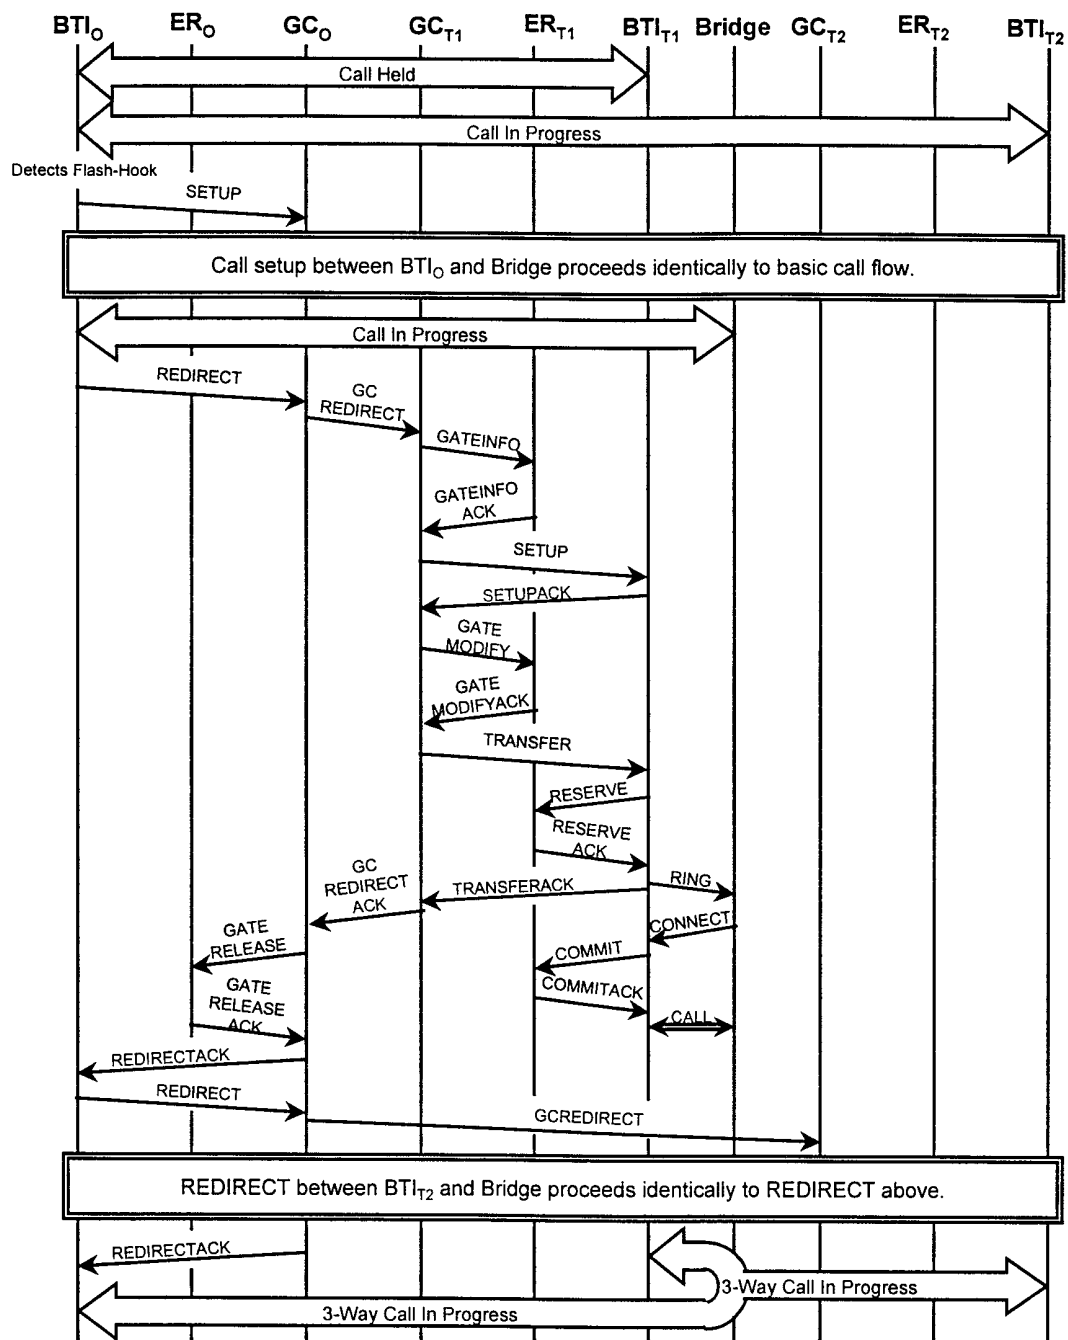 BTIO ERO GCO GCT1 ERT1 BTIT1 Bridge GCT2 ERT2 BTIT2
Call Held
Call In Progress
Detects Flash-Hook
SETUP
Call setup between BTIO and Bridge proceeds identically to basic call flow.
Call In Progress
REDIRECT
GC
REDIRECT
GATEINFO
GATEINFO
ACK
SETUP
SETUPACK
GATE
MODIFY
GATE
MODIFYACK
TRANSFER
RESERVE
RESERVE
ACK
RING
TRANSFERACK
GC
REDIRECT
ACK
CONNECT
GATE
RELEASE
COMMIT
COMMITACK
GATE
RELEASE
ACK
CALL
REDIRECTACK
REDIRECT
GCREDIRECT
REDIRECT between BTIT2 and Bridge proceeds identically to REDIRECT above.
REDIRECTACK
3-Way Call In Progress
3-Way Call In Progress